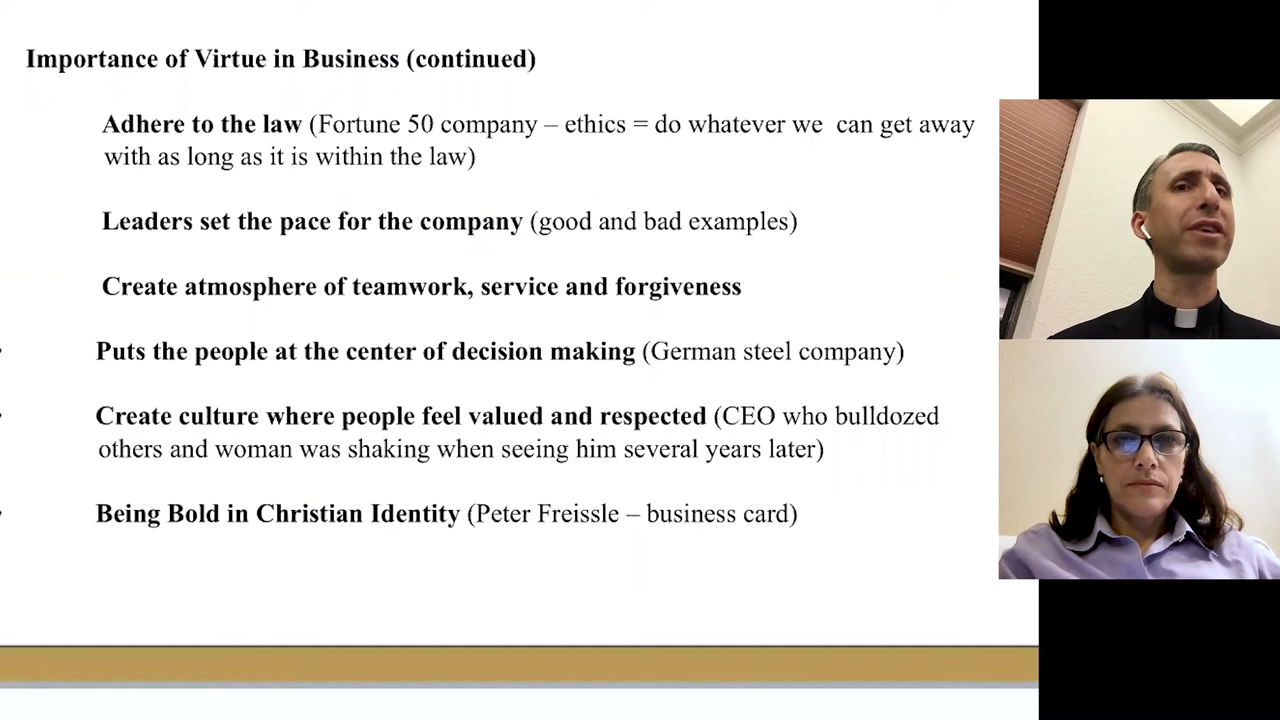 Importance of Virtue in Business (continued)
Adhere to the law (Fortune 50 company – ethics = do whatever we can get away
with as long as it is within the law)
Leaders set the pace for the company (good and bad examples)
Create atmosphere of teamwork, service and forgiveness
Puts the people at the center of decision making (German steel company)
Create culture where people feel valued and respected (CEO who bulldozed
others and woman was shaking when seeing him several years later)
Being Bold in Christian Identity (Peter Freissle – business card)